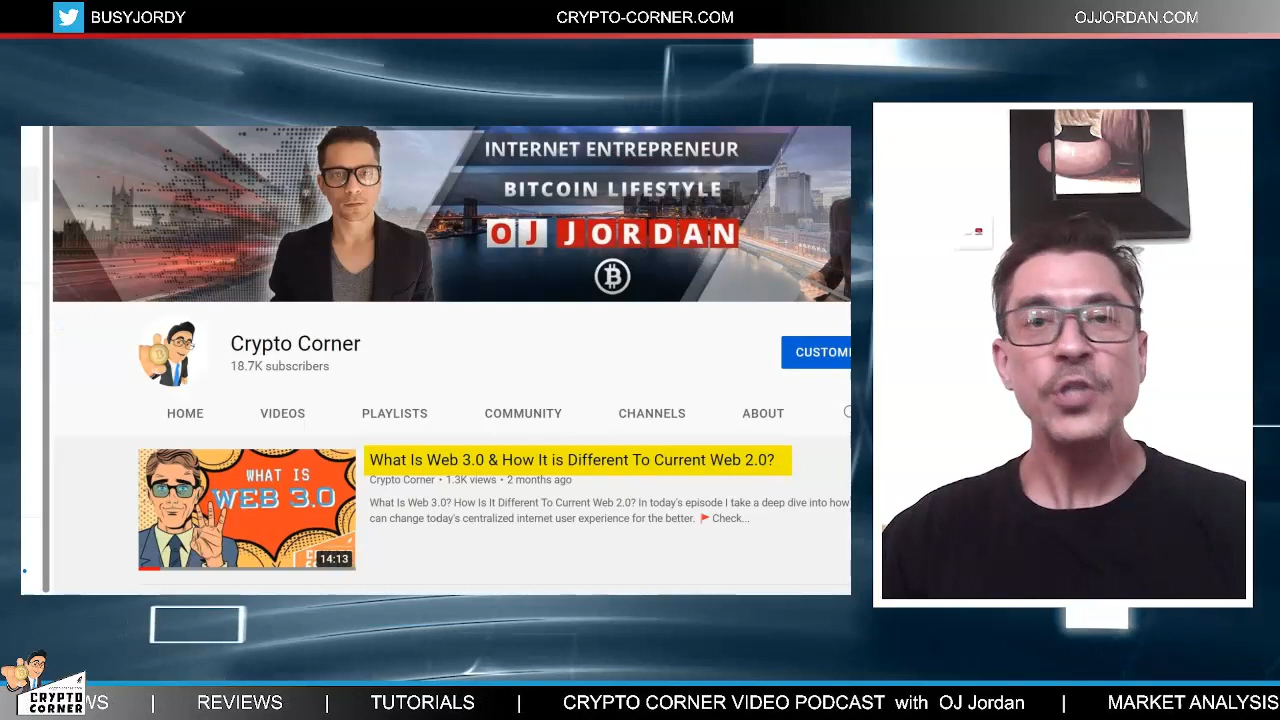 BUSYJORDY
CRYPTO-CORNER.COM
OJJORDAN.COM
INTERNET ENTREPRENEUR
BITCOIN LIFESTYLE
OJ JORDAN
Crypto Corner
18.7K subscribers
CUSTOM
HOME
VIDEOS
PLAYLISTS
COMMUNITY
CHANNELS
ABOUT
WHAT IS
WEB 3.0
14:13
What Is Web 3.0 & How It is Different To Current Web 2.0?
Crypto Corner • 1.3K views • 2 months ago
What Is Web 3.0? How Is It Different To Current Web 2.0? In today's episode I take a deep dive into how
can change today's centralized internet user experience for the better. 🚩 Check...
CRYPTO
CORNER
WS | REVIEWS | TUTORIALS | CRYPTO CORNER VIDEO PODCAST with OJ Jordan | MARKET ANALYSIS